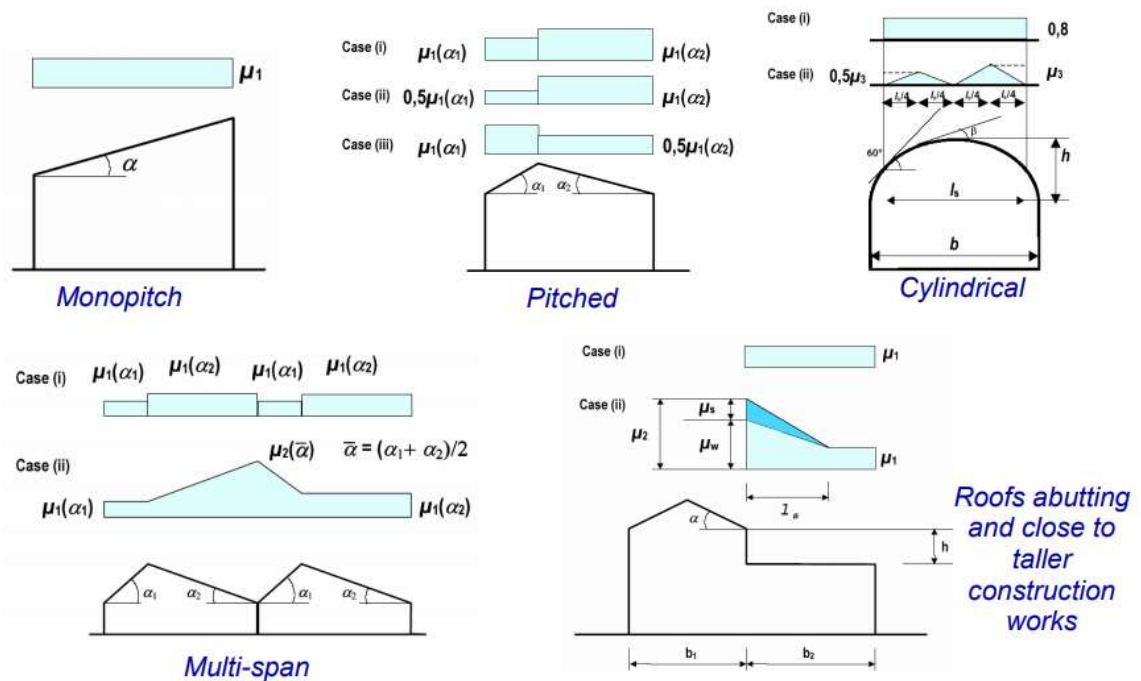 μ₁
α
Monopitch
Case (i) μ₁(α₁) μ₁(α₂)
Case (ii) 0,5μ₁(α₁) μ₁(α₂)
Case (iii) μ₁(α₁) 0,5μ₁(α₂)
α₁ α₂
Pitched
Case (i) 0,8
Case (ii) 0,5μ₃ μ₃
lₛ/4 lₛ/4 lₛ/4 lₛ/4
60° β
h
lₛ
b
Cylindrical
Case (i) μ₁(α₁) μ₁(α₂) μ₁(α₁) μ₁(α₂)
Case (ii) μ₂(ᾱ) ᾱ = (α₁+ α₂)/2
μ₁(α₁) μ₁(α₂)
α₁ α₂ α₁ α₂
Multi-span
Case (i) μ₁
Case (ii) μₛ
μ₂ μw
μ₁
α
h
b₁ b₂
Roofs abutting
and close to
taller
construction
works